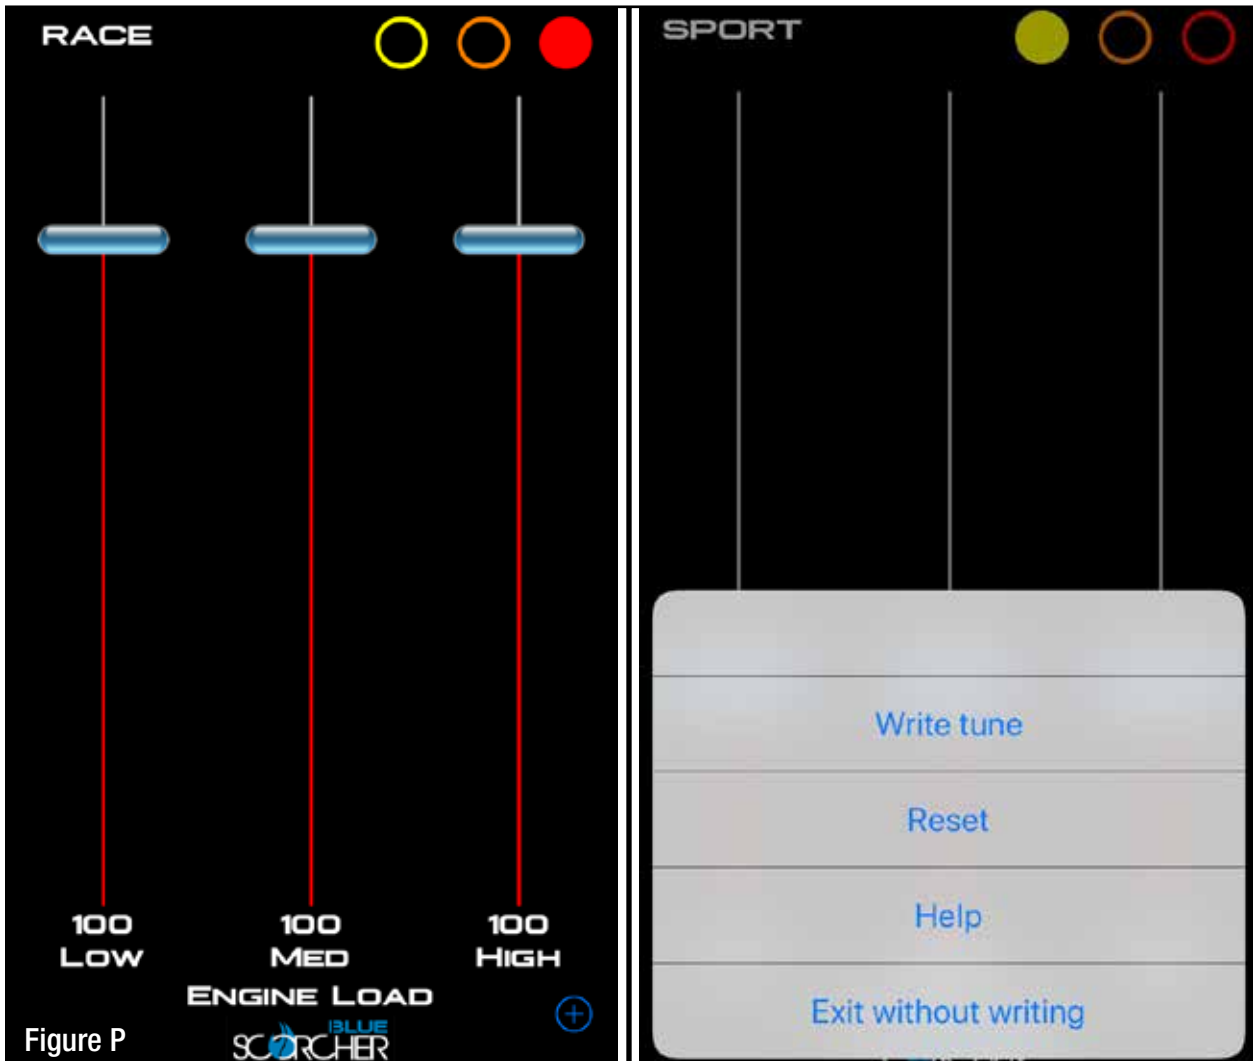 RACE
100 100 100
LOW MED HIGH
ENGINE LOAD
BLUE
SCORCHER
Figure P
SPORT
Write tune
Reset
Help
Exit without writing